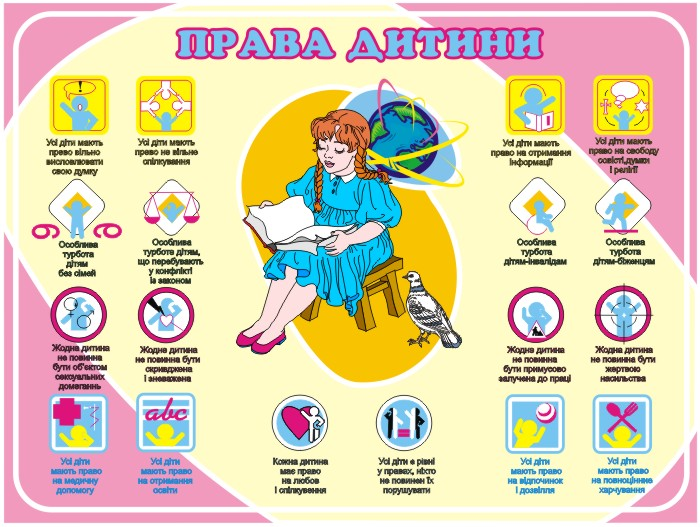 ПРАВА ДИТИНИ
Усі діти мають
право вільно
висловлювати
свою думку
Усі діти мають
право на вільне
спілкування
Усі діти мають
право на отримання
інформації
Усі діти мають
право на свободу
совісті,думки
і релігії
Особлива
турбота
дітям
без сімей
Особлива
турбота дітям,
що перебувають
у конфлікті
із законом
Особлива
турбота
дітям-інвалідам
Особлива
турбота
дітям-біженцям
Жодна дитина
не повинна
бути об'єктом
сексуальних
домагань
Жодна дитина
не повинна бути
скривджена
і зневажена
Жодна дитина
не повинна
бути примусово
залучена до праці
Жодна дитина
не повинна бути
жертвою
насильства
abc
Усі діти
мають право
на медичну
допомогу
Усі діти
мають право
на отримання
освіти
Кожна дитина
має право
на любов
і спілкування
Усі діти є рівні
у правах, ніхто
не повинен їх
порушувати
Усі діти
мають право
на відпочинок
і дозвілля
Усі діти
мають право
на повноцінне
харчування